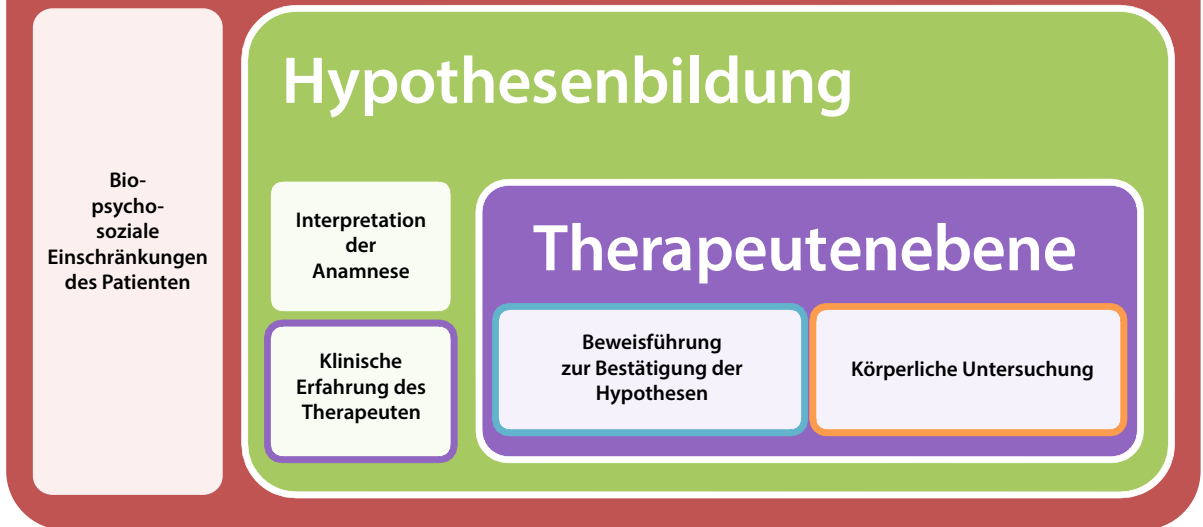 Hypothesenbildung
Bio-
psycho-
soziale
Einschränkungen
des Patienten
Interpretation
der
Anamnese
Klinische
Erfahrung des
Therapeuten
Therapeutenebene
Beweisführung
zur Bestätigung der
Hypothesen
Körperliche Untersuchung